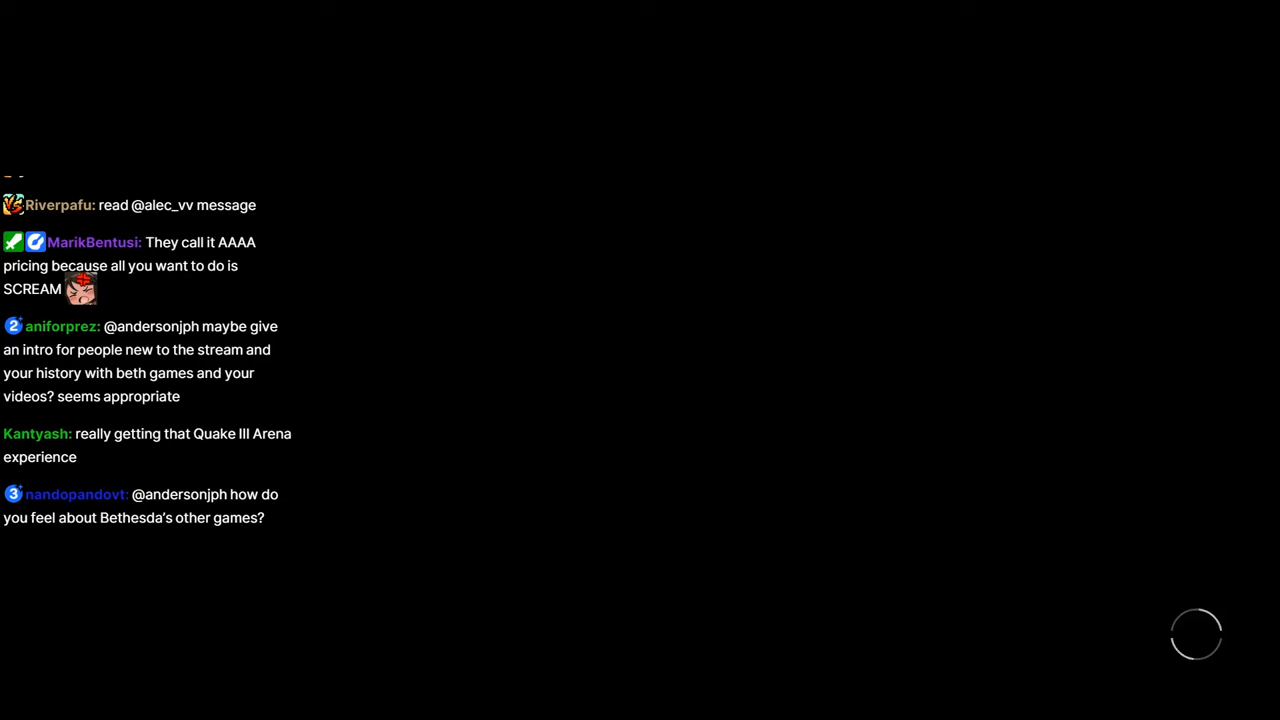 Riverpafu: read @alec_vv message
MarikBentusi: They call it AAAA
pricing because all you want to do is
SCREAM
2 aniforprez: @andersonjph maybe give
an intro for people new to the stream and
your history with beth games and your
videos? seems appropriate
Kantyash: really getting that Quake III Arena
experience
3 nandopandovt: @andersonjph how do
you feel about Bethesda's other games?